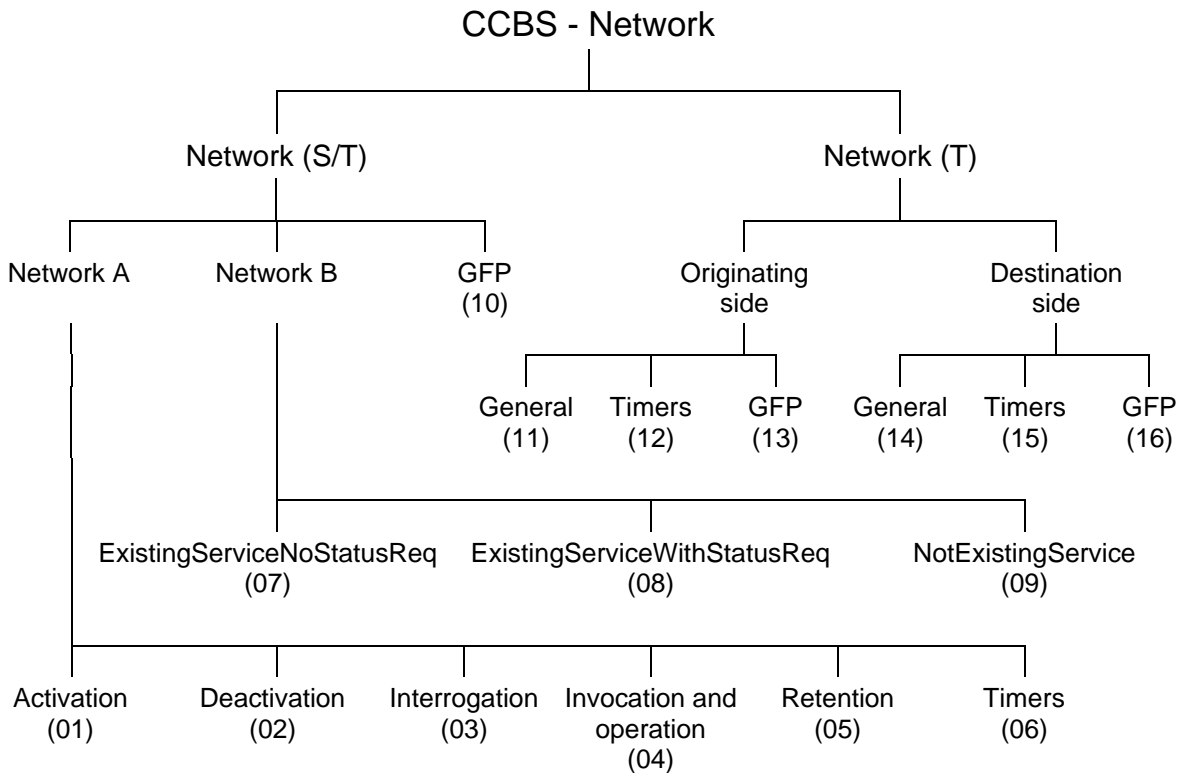 CCBS - Network
Network (S/T)
Network (T)
Network A
Network B
GFP
(10)
Originating
side
Destination
side
General
(11)
Timers
(12)
GFP
(13)
General
(14)
Timers
(15)
GFP
(16)
ExistingServiceNoStatusReq
(07)
ExistingServiceWithStatusReq
(08)
NotExistingService
(09)
Activation
(01)
Deactivation
(02)
Interrogation
(03)
Invocation and
operation
(04)
Retention
(05)
Timers
(06)